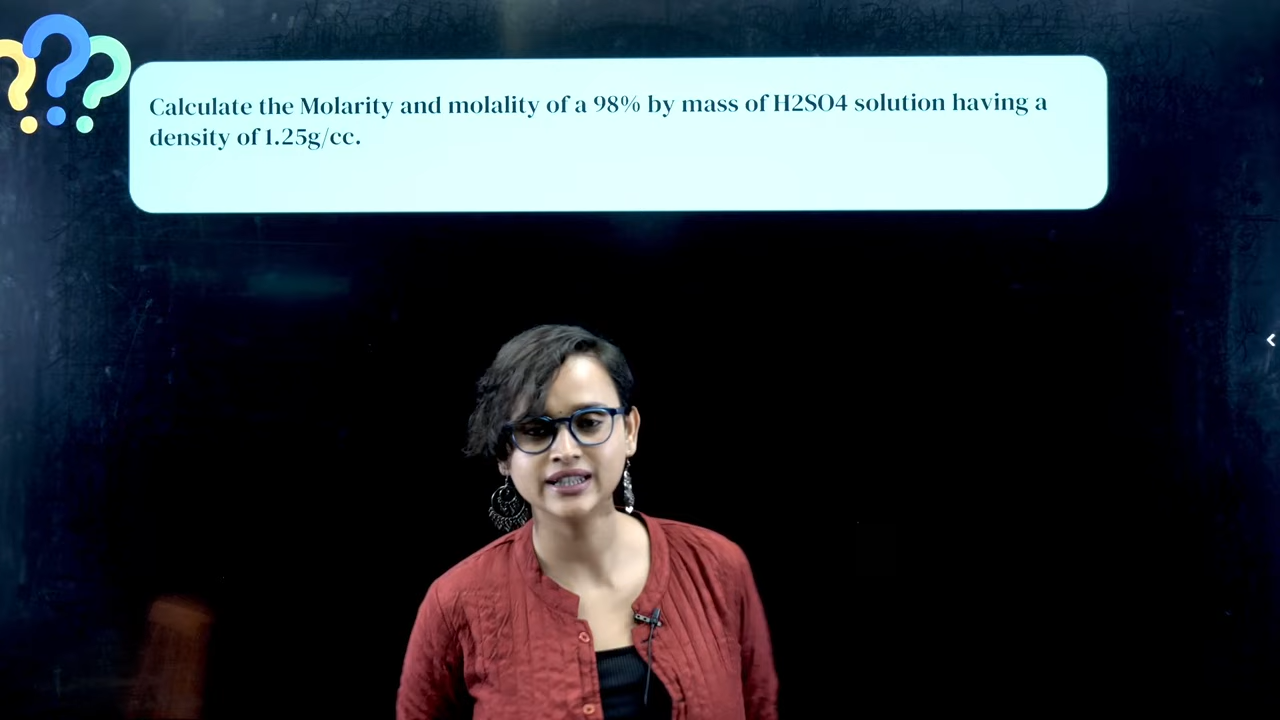 Calculate the Molarity and molality of a 98% by mass of H2SO4 solution having a
density of 1.25g/cc.